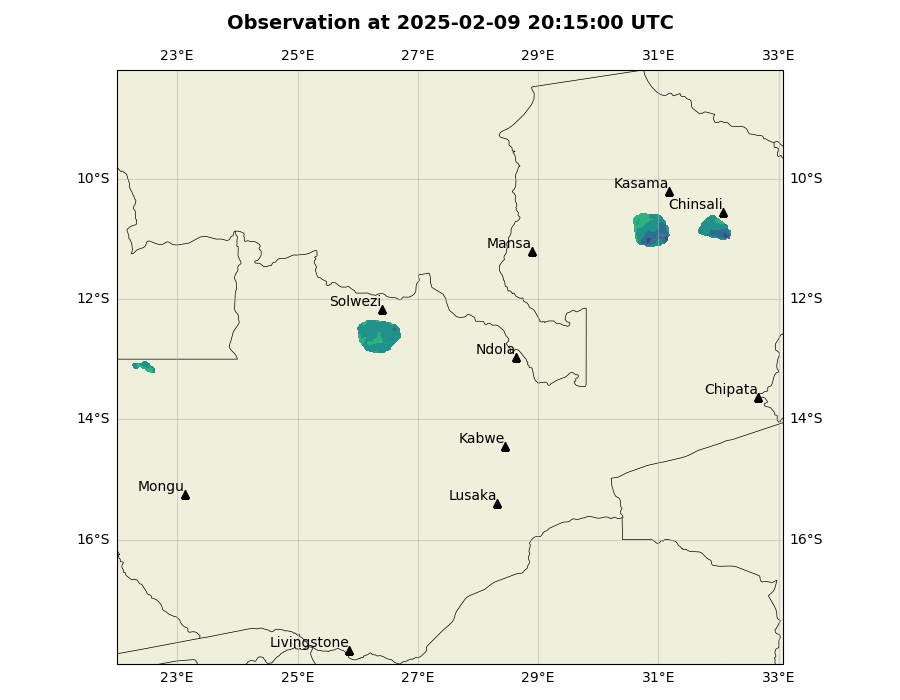 Observation at 2025-02-09 20:15:00 UTC
23°E 25°E 27°E 29°E 31°E 33°E
10°S 10°S
Kasama
Chinsali
Mansa
12°S 12°S
Solwezi
Ndola
Chipata
14°S 14°S
Kabwe
Mongu
Lusaka
16°S 16°S
Livingstone
23°E 25°E 27°E 29°E 31°E 33°E